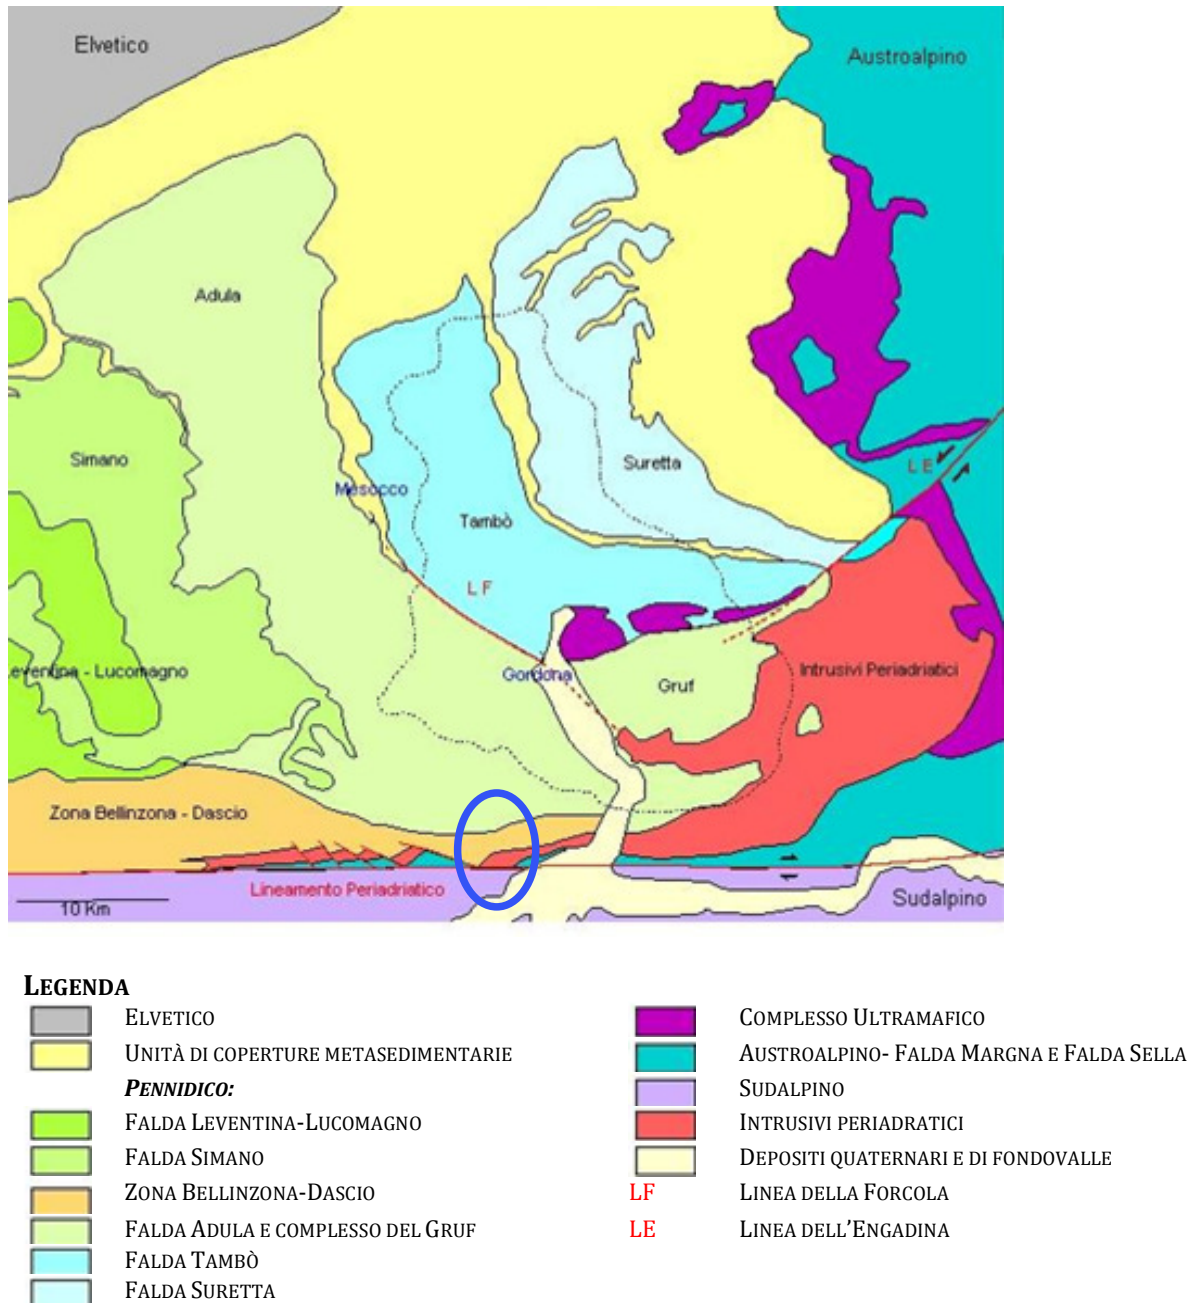 Elvetico
Austroalpino
Adula
Simano
Mesocco
Suretta
L E
Tambò
L F
Leventina - Lucomagno
Gordona
Gruf
Intrusivi Periadriatici
Zona Bellinzona - Dascio
Lineamento Periadriatico
10 Km
Sudalpino
LEGENDA
ELVETICO
UNITÀ DI COPERTURE METASEDIMENTARIE
PENNIDICO:
FALDA LEVENTINA-LUCOMAGNO
FALDA SIMANO
ZONA BELLINZONA-DASCIO
FALDA ADULA E COMPLESSO DEL GRUF
FALDA TAMBÒ
FALDA SURETTA
COMPLESSO ULTRAMAFICO
AUSTROALPINO- FALDA MARGNA E FALDA SELLA
SUDALPINO
INTRUSIVI PERIADRATICI
DEPOSITI QUATERNARI E DI FONDOVALLE
LF LINEA DELLA FORCOLA
LE LINEA DELL'ENGADINA